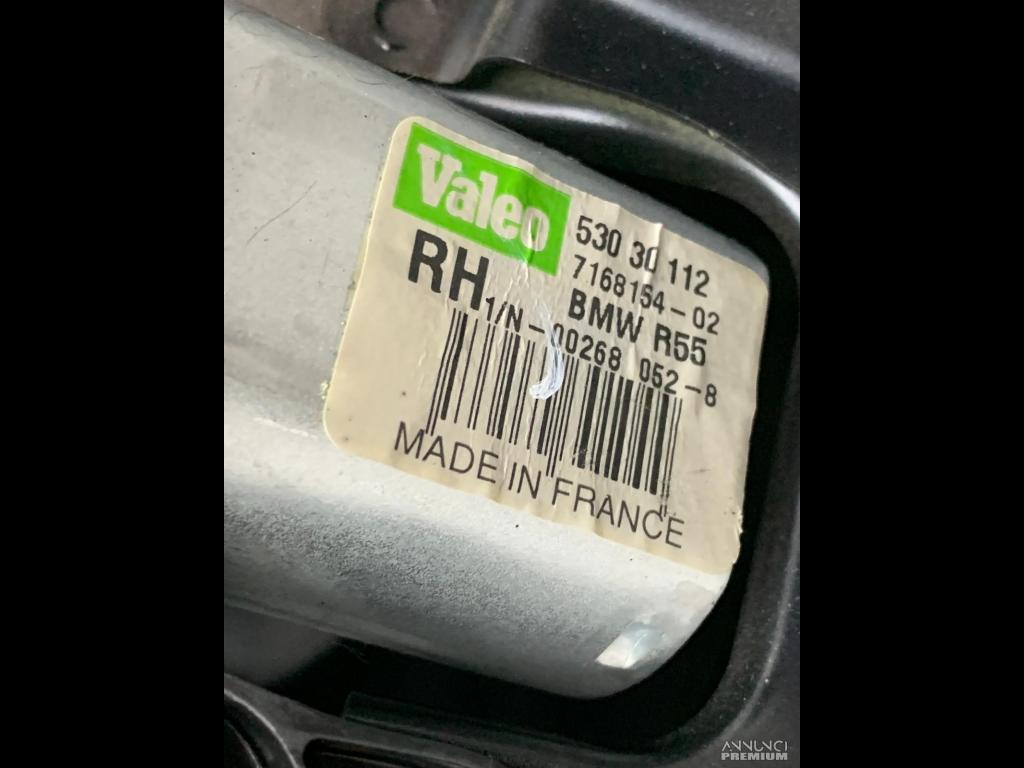 Valeo
530 30 112
7168154-02
RH
BMW R55
1/N-00268 052-8
MADE IN FRANCE
ANNUNCI
PREMIUM